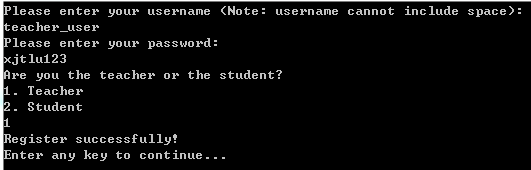 Please enter your username (Note: username cannot include space):
teacher_user
Please enter your password:
xjtlu123
Are you the teacher or the student?
1. Teacher
2. Student
1
Register successfully!
Enter any key to continue...